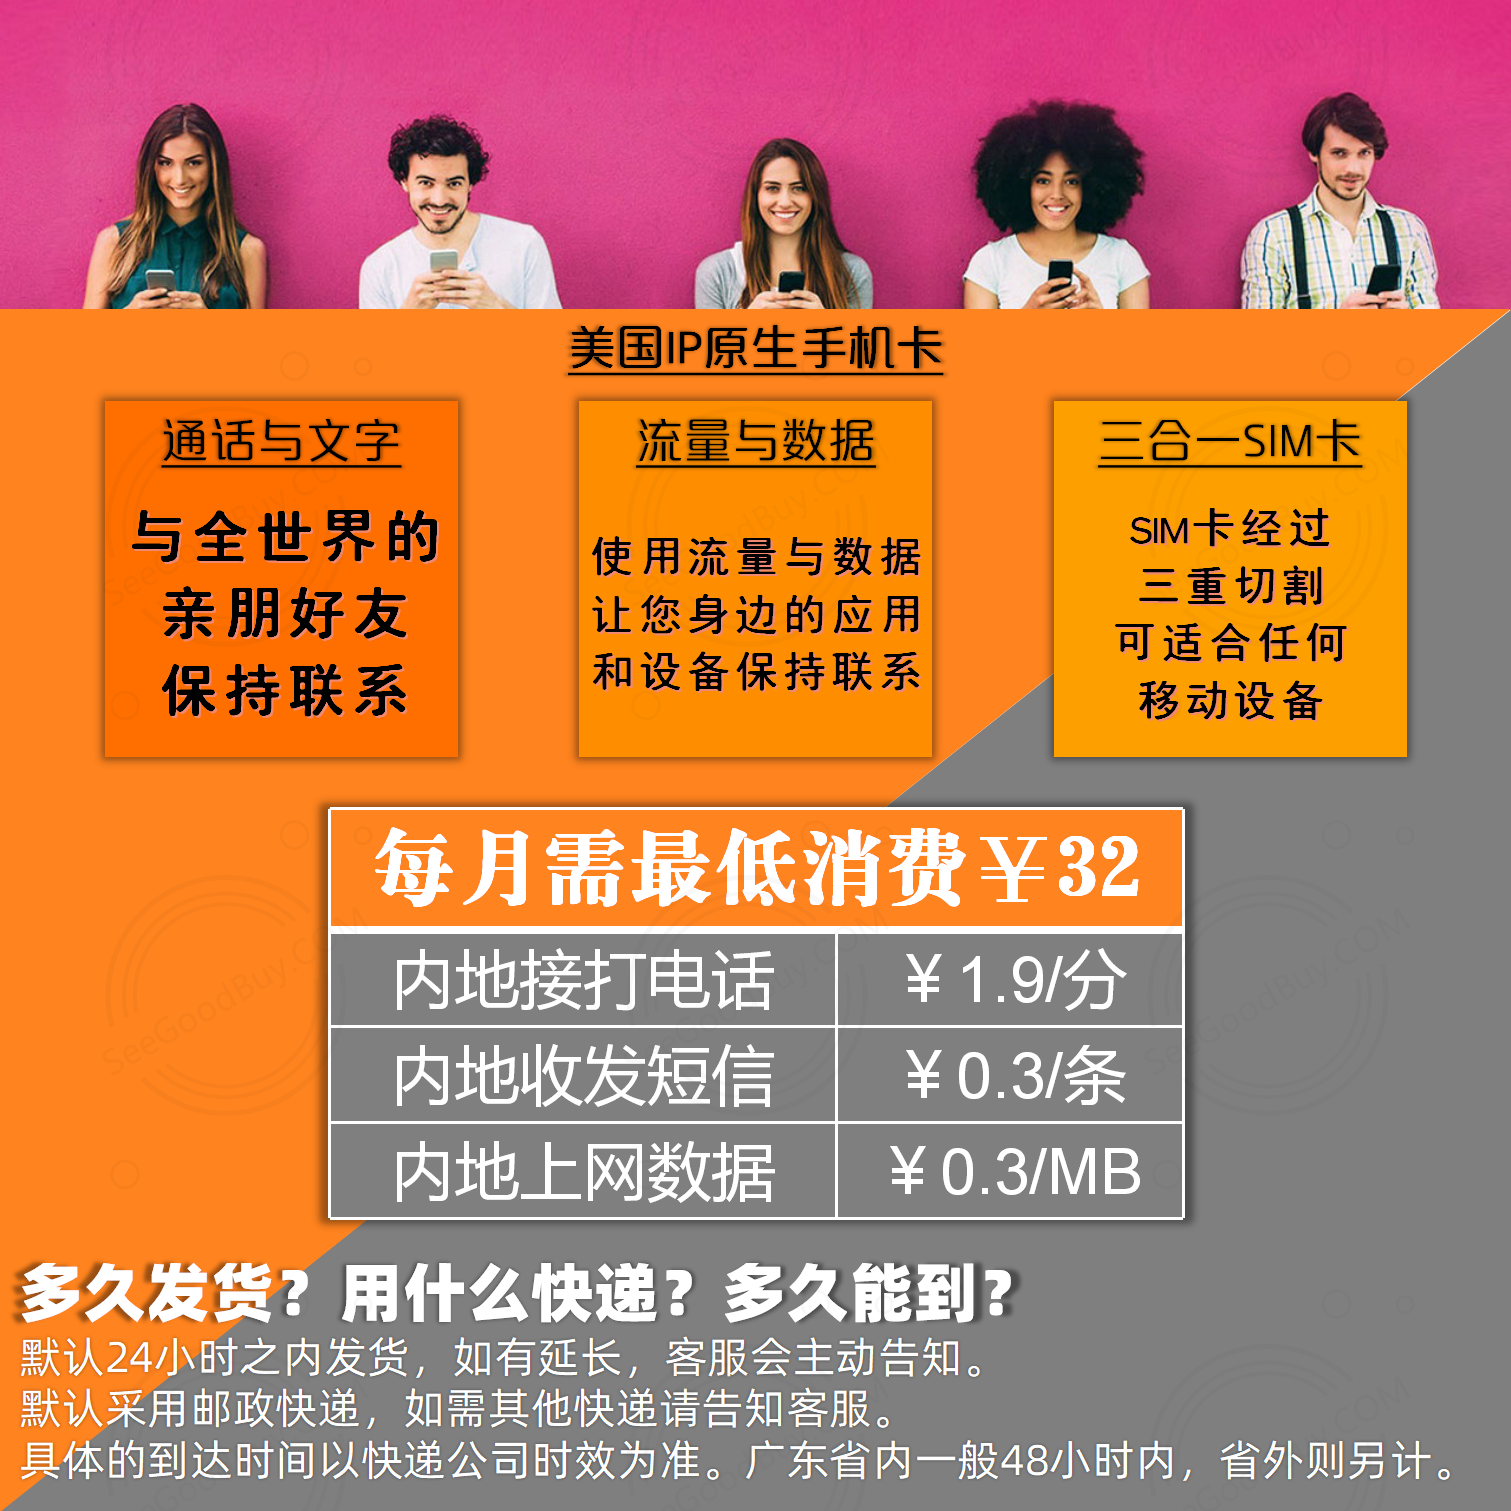 美国IP原生手机卡
通话与文字
与全世界的
亲朋好友
保持联系
流量与数据
使用流量与数据
让您身边的应用
和设备保持联系
三合一SIM卡
SIM卡经过
三重切割
可适合任何
移动设备
每月需最低消费￥32
内地接打电话 ￥1.9/分
内地收发短信 ￥0.3/条
内地上网数据 ￥0.3/MB
多久发货？用什么快递？多久能到？
默认24小时之内发货，如有延长，客服会主动告知。
默认采用邮政快递，如需其他快递请告知客服。
具体的到达时间以快递公司时效为准。广东省内一般48小时内，省外则另计。
SeeGoodBuy.COM